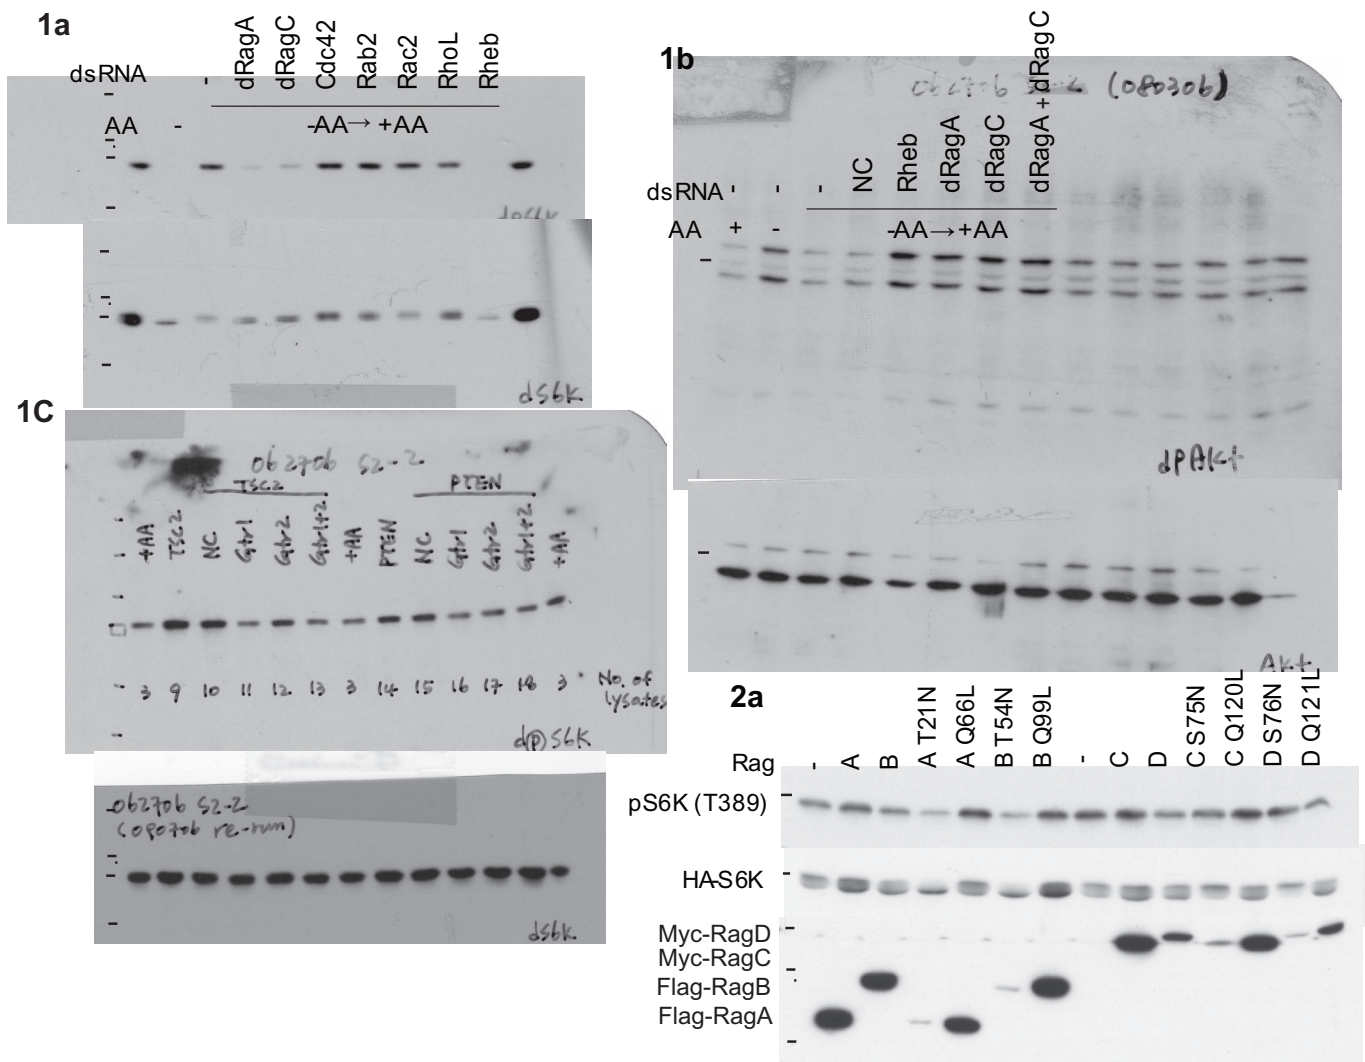 1a
dsRNA - dRagA dRagC Cdc42 Rab2 Rac2 RhoL Rheb
AA - -AA→ +AA
dpS6K
dS6K
1b
062706 S2-2 (080306)
dsRNA - - - NC Rheb dRagA dRagC dRagA + dRagC
AA + - -AA→+AA
dpAkt
Akt
1C
062706 S2-2
TSC2 PTEN
+AA TSC2 NC Gtr1 Gtr2 Gtr1+2 +AA PTEN NC Gtr1 Gtr2 Gtr1+2 +AA
3 9 10 11 12 13 3 14 15 16 17 18 3 No. of
lysates
dⓟS6K
062706 S2-2
(090706 re-run)
dS6K
2a
Rag - A B A T21N A Q66L B T54N B Q99L - C D C S75N C Q120L D S76N D Q121L
pS6K (T389)
HA-S6K
Myc-RagD
Myc-RagC
Flag-RagB
Flag-RagA